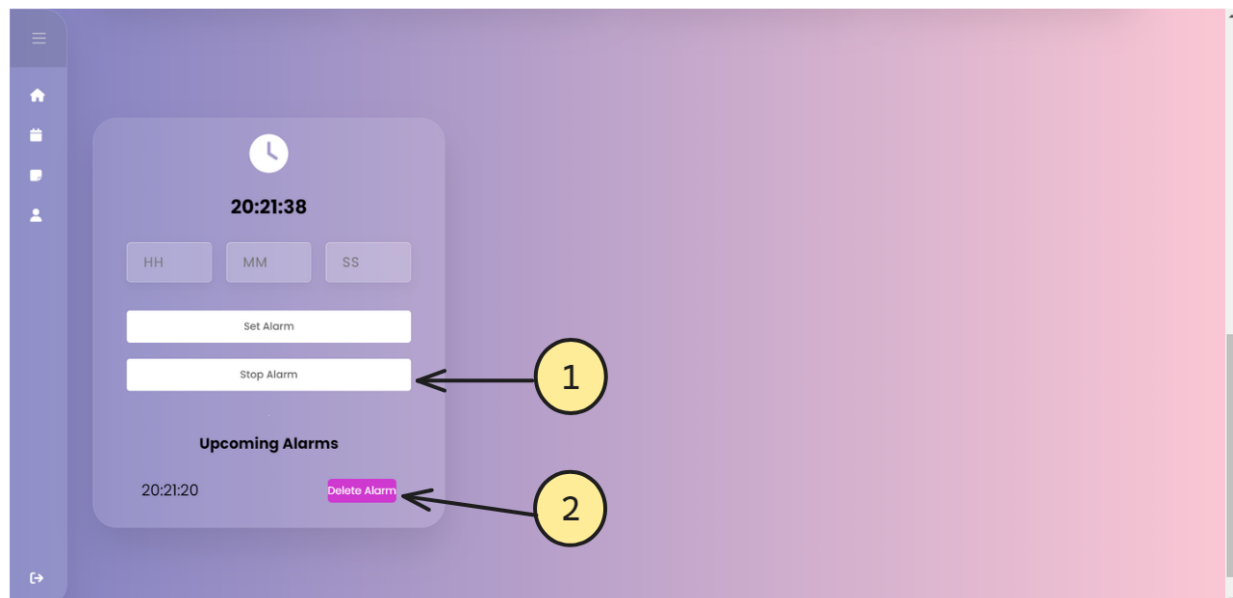 20:21:38
HH MM SS
Set Alarm
Stop Alarm
1
Upcoming Alarms
20:21:20 Delete Alarm
2